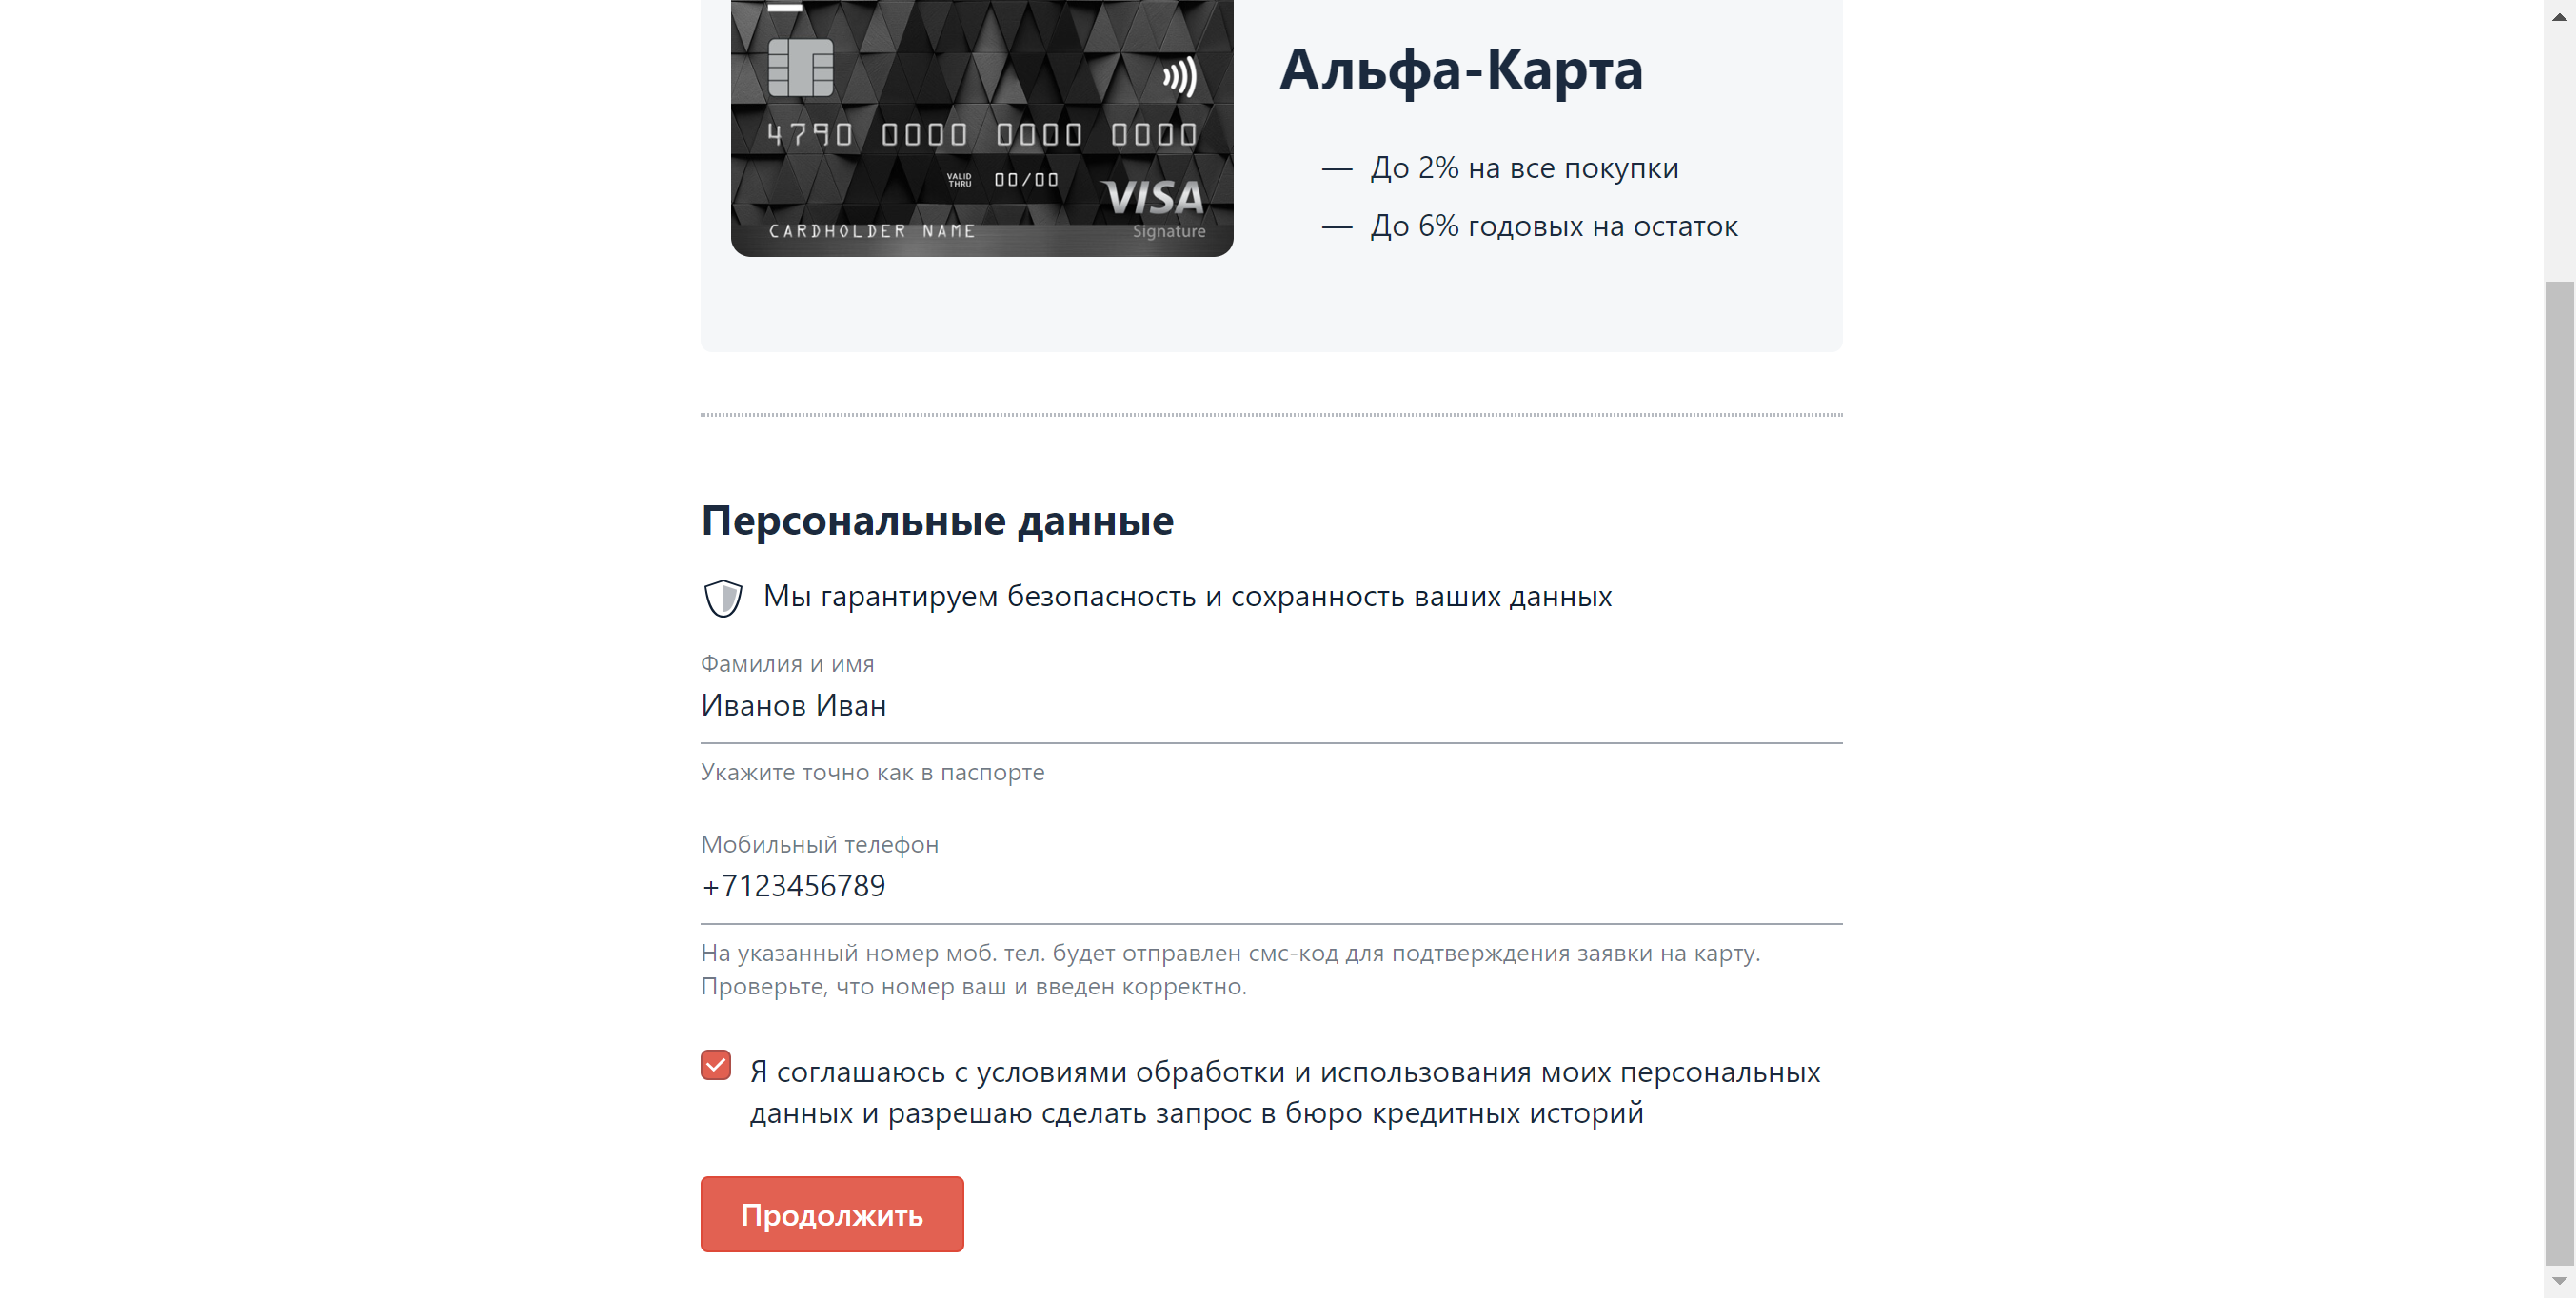 Альфа-Карта
4790 0000 0000 0000
— До 2% на все покупки
VALID THRU 00/00
VISA
Signature
— До 6% годовых на остаток
CARDHOLDER NAME
Персональные данные
Мы гарантируем безопасность и сохранность ваших данных
Фамилия и имя
Иванов Иван
Укажите точно как в паспорте
Мобильный телефон
+7123456789
На указанный номер моб. тел. будет отправлен смс-код для подтверждения заявки на карту.
Проверьте, что номер ваш и введен корректно.
Я соглашаюсь с условиями обработки и использования моих персональных
данных и разрешаю сделать запрос в бюро кредитных историй
Продолжить